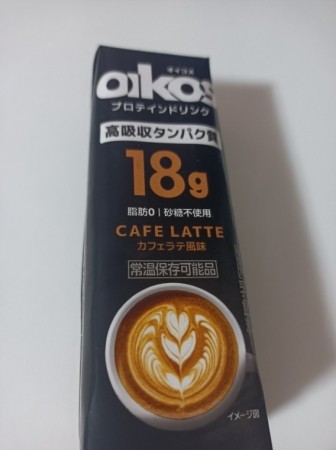 オイコス
oikos
プロテインドリンク
高吸収タンパク質
18g
脂肪0|砂糖不使用
CAFE LATTE
カフェラテ風味
常温保存可能品
イメージ図